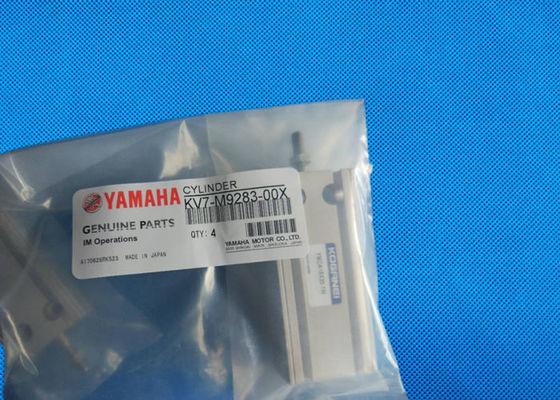 YAMAHA
CYLINDER
KV7-M9283-00X
GENUINE PARTS
IM Operations
QTY: 4
YAMAHA MOTOR CO., LTD.
MADE IN JAPAN
KOGANEI